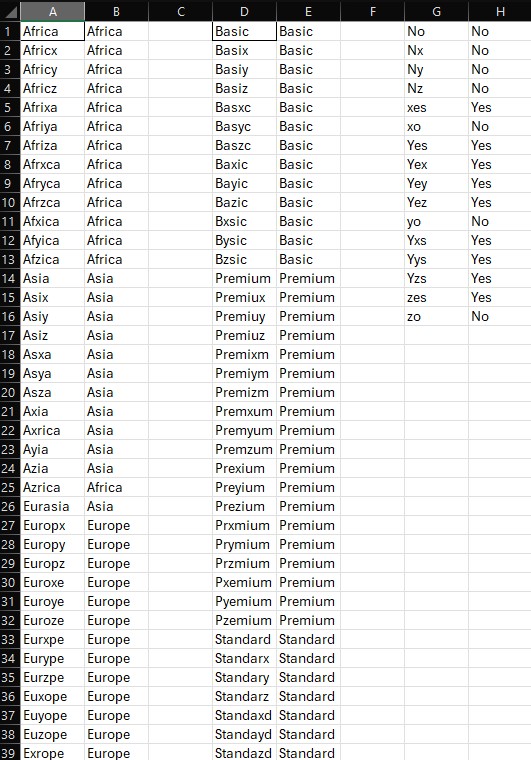 A B C D E F G H
1 Africa Africa Basic Basic No No
2 Africx Africa Basix Basic Nx No
3 Africy Africa Basiy Basic Ny No
4 Africz Africa Basiz Basic Nz No
5 Afrixa Africa Basxc Basic xes Yes
6 Afriya Africa Basyc Basic xo No
7 Afriza Africa Baszc Basic Yes Yes
8 Afrxca Africa Baxic Basic Yex Yes
9 Afryca Africa Bayic Basic Yey Yes
10 Afrzca Africa Bazic Basic Yez Yes
11 Afxica Africa Bxsic Basic yo No
12 Afyica Africa Bysic Basic Yxs Yes
13 Afzica Africa Bzsic Basic Yys Yes
14 Asia Asia Premium Premium Yzs Yes
15 Asix Asia Premiux Premium zes Yes
16 Asiy Asia Premiuy Premium zo No
17 Asiz Asia Premiuz Premium
18 Asxa Asia Premixm Premium
19 Asya Asia Premiym Premium
20 Asza Asia Premizm Premium
21 Axia Asia Premxum Premium
22 Axrica Asia Premyum Premium
23 Ayia Asia Premzum Premium
24 Azia Asia Prexium Premium
25 Azrica Africa Preyium Premium
26 Eurasia Asia Prezium Premium
27 Europx Europe Prxmium Premium
28 Europy Europe Prymium Premium
29 Europz Europe Przmium Premium
30 Euroxe Europe Pxemium Premium
31 Euroye Europe Pyemium Premium
32 Euroze Europe Pzemium Premium
33 Eurxpe Europe Standard Standard
34 Eurype Europe Standarx Standard
35 Eurzpe Europe Standary Standard
36 Euxope Europe Standarz Standard
37 Euyope Europe Standaxd Standard
38 Euzope Europe Standayd Standard
39 Exrope Europe Standazd Standard